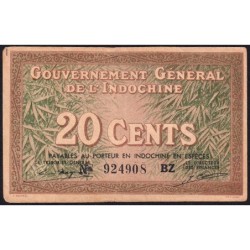 GOUVERNEMENT GENERAL
DE L'INDOCHINE
20 CENTS
PAYABLES AU PORTEUR EN INDOCHINE EN ESPÈCES
No 924908 BZ